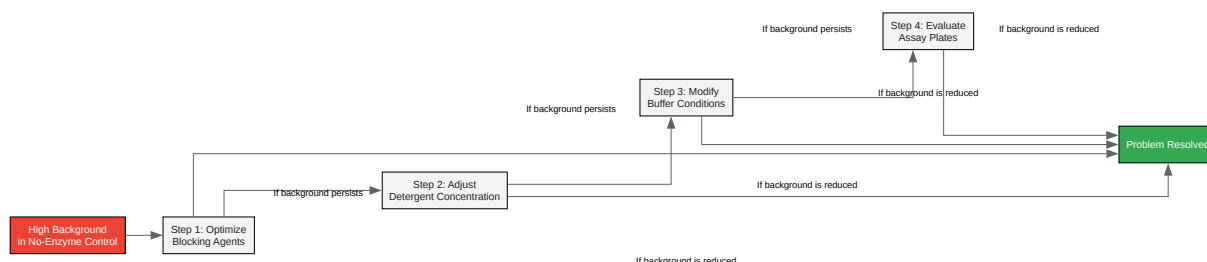 If background persists
Step 4: Evaluate
Assay Plates
If background is reduced
Step 3: Modify
Buffer Conditions
If background is reduced
If background persists
Problem Resolved
Step 2: Adjust
Detergent Concentration
If background persists
If background is reduced
High Background
in No-Enzyme Control
Step 1: Optimize
Blocking Agents
If background is reduced